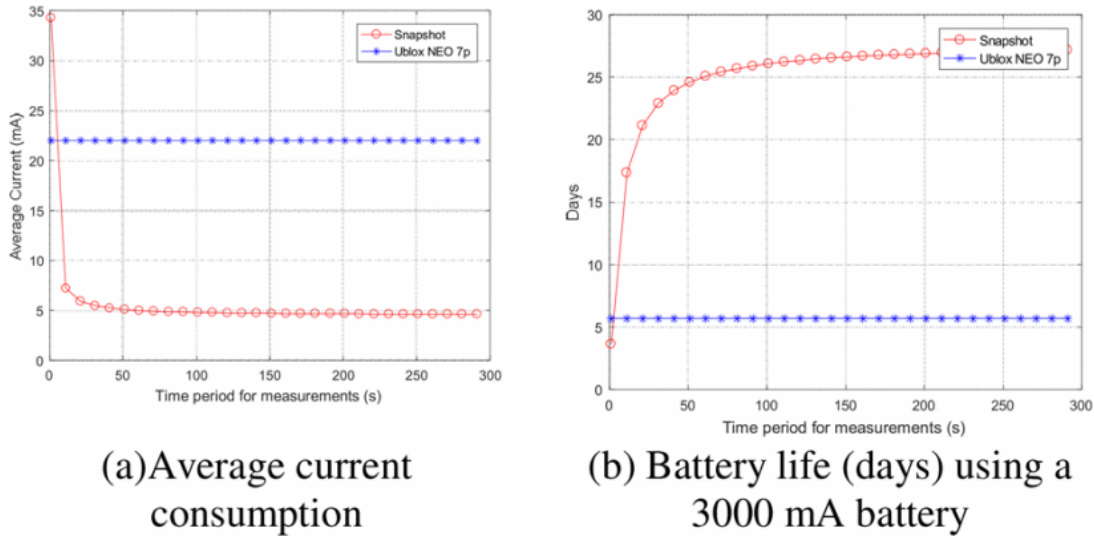 35
30
25
20
15
10
5
0
Average Current (mA)
Snapshot
Ublox NEO 7p
0 50 100 150 200 250 300
Time period for measurements (s)
(a)Average current
consumption
30
25
20
15
10
5
0
Days
Snapshot
Ublox NEO 7p
0 50 100 150 200 250 300
Time period for measurements (s)
(b) Battery life (days) using a
3000 mA battery